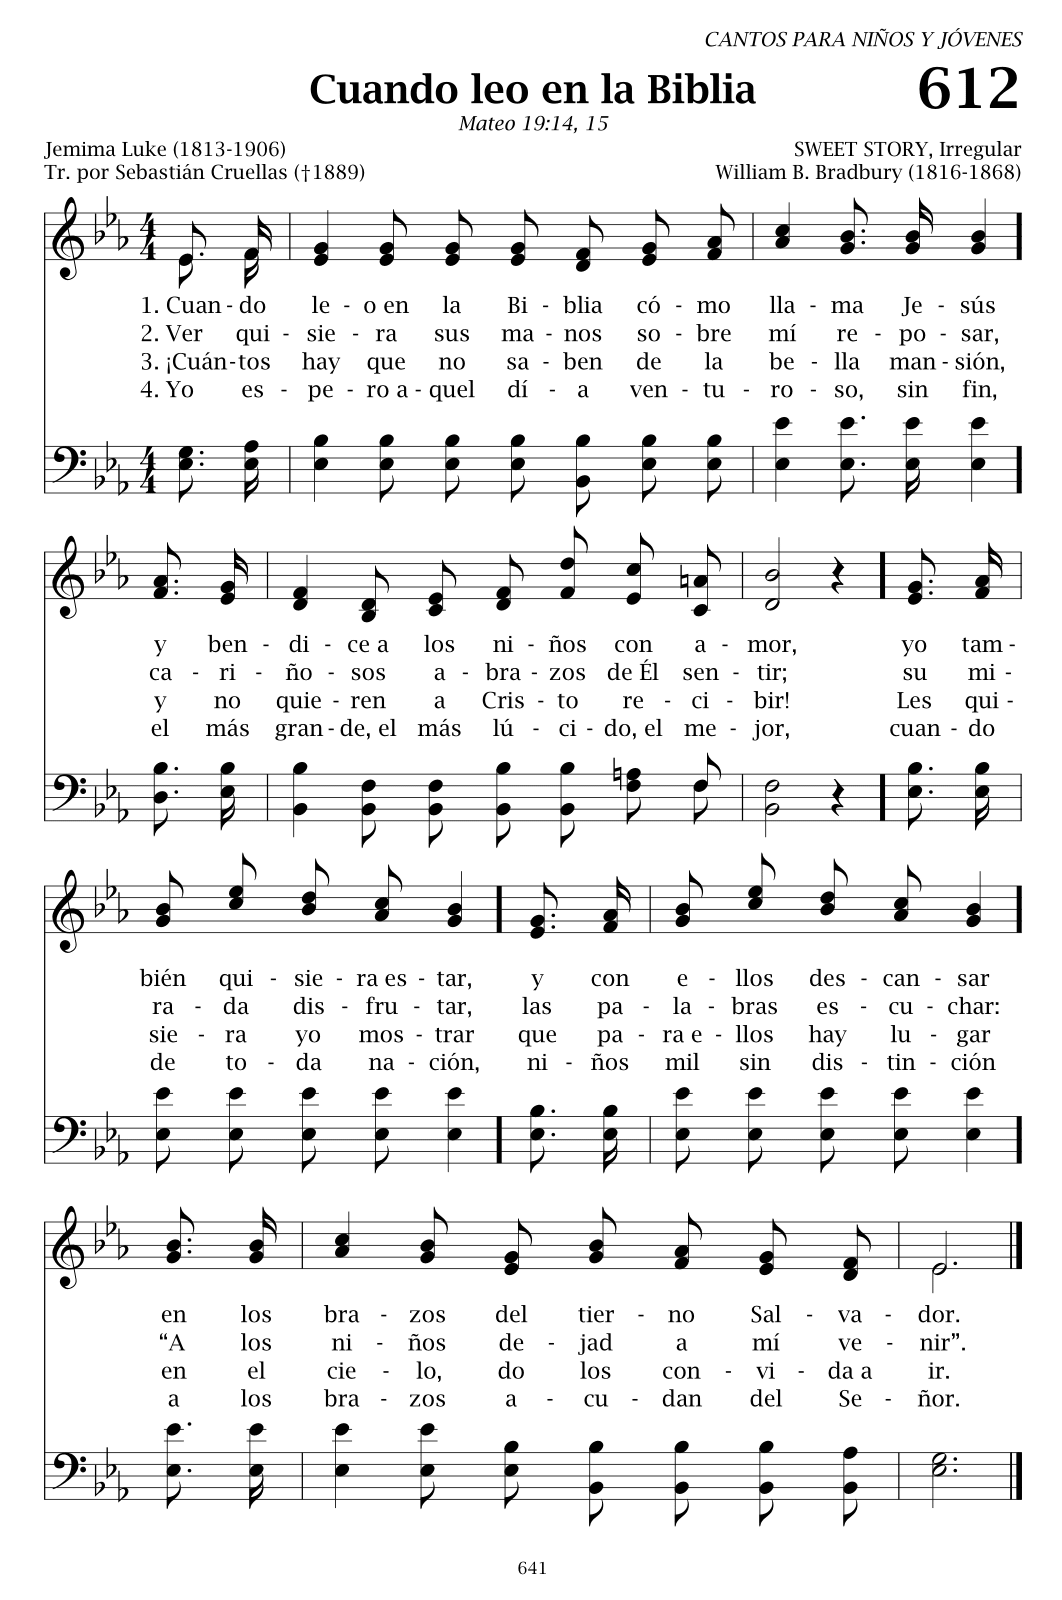 CANTOS PARA NIÑOS Y JÓVENES
Cuando leo en la Biblia
612
Mateo 19:14, 15
Jemima Luke (1813-1906)
SWEET STORY, Irregular
Tr. por Sebastián Cruellas (†1889)
William B. Bradbury (1816-1868)
4
4
1. Cuan - do le - o en la Bi - blia có - mo lla - ma Je - sús
2. Ver qui - sie - ra sus ma - nos so - bre mí re - po - sar,
3. ¡Cuán - tos hay que no sa - ben de la be - lla man - sión,
4. Yo es - pe - ro a - quel dí - a ven - tu - ro - so, sin fin,
4
4
y ben - di - ce a los ni - ños con a - mor, yo tam -
ca - ri - ño - sos a - bra - zos de Él sen - tir; su mi -
y no quie - ren a Cris - to re - ci - bir! Les qui -
el más gran - de, el más lú - ci - do, el me - jor, cuan - do
bién qui - sie - ra es - tar, y con e - llos des - can - sar
ra - da dis - fru - tar, las pa - la - bras es - cu - char:
sie - ra yo mos - trar que pa - ra e - llos hay lu - gar
de to - da na - ción, ni - ños mil sin dis - tin - ción
en los bra - zos del tier - no Sal - va - dor.
“A los ni - ños de - jad a mí ve - nir”.
en el cie - lo, do los con - vi - da a ir.
a los bra - zos a - cu - dan del Se - ñor.
641